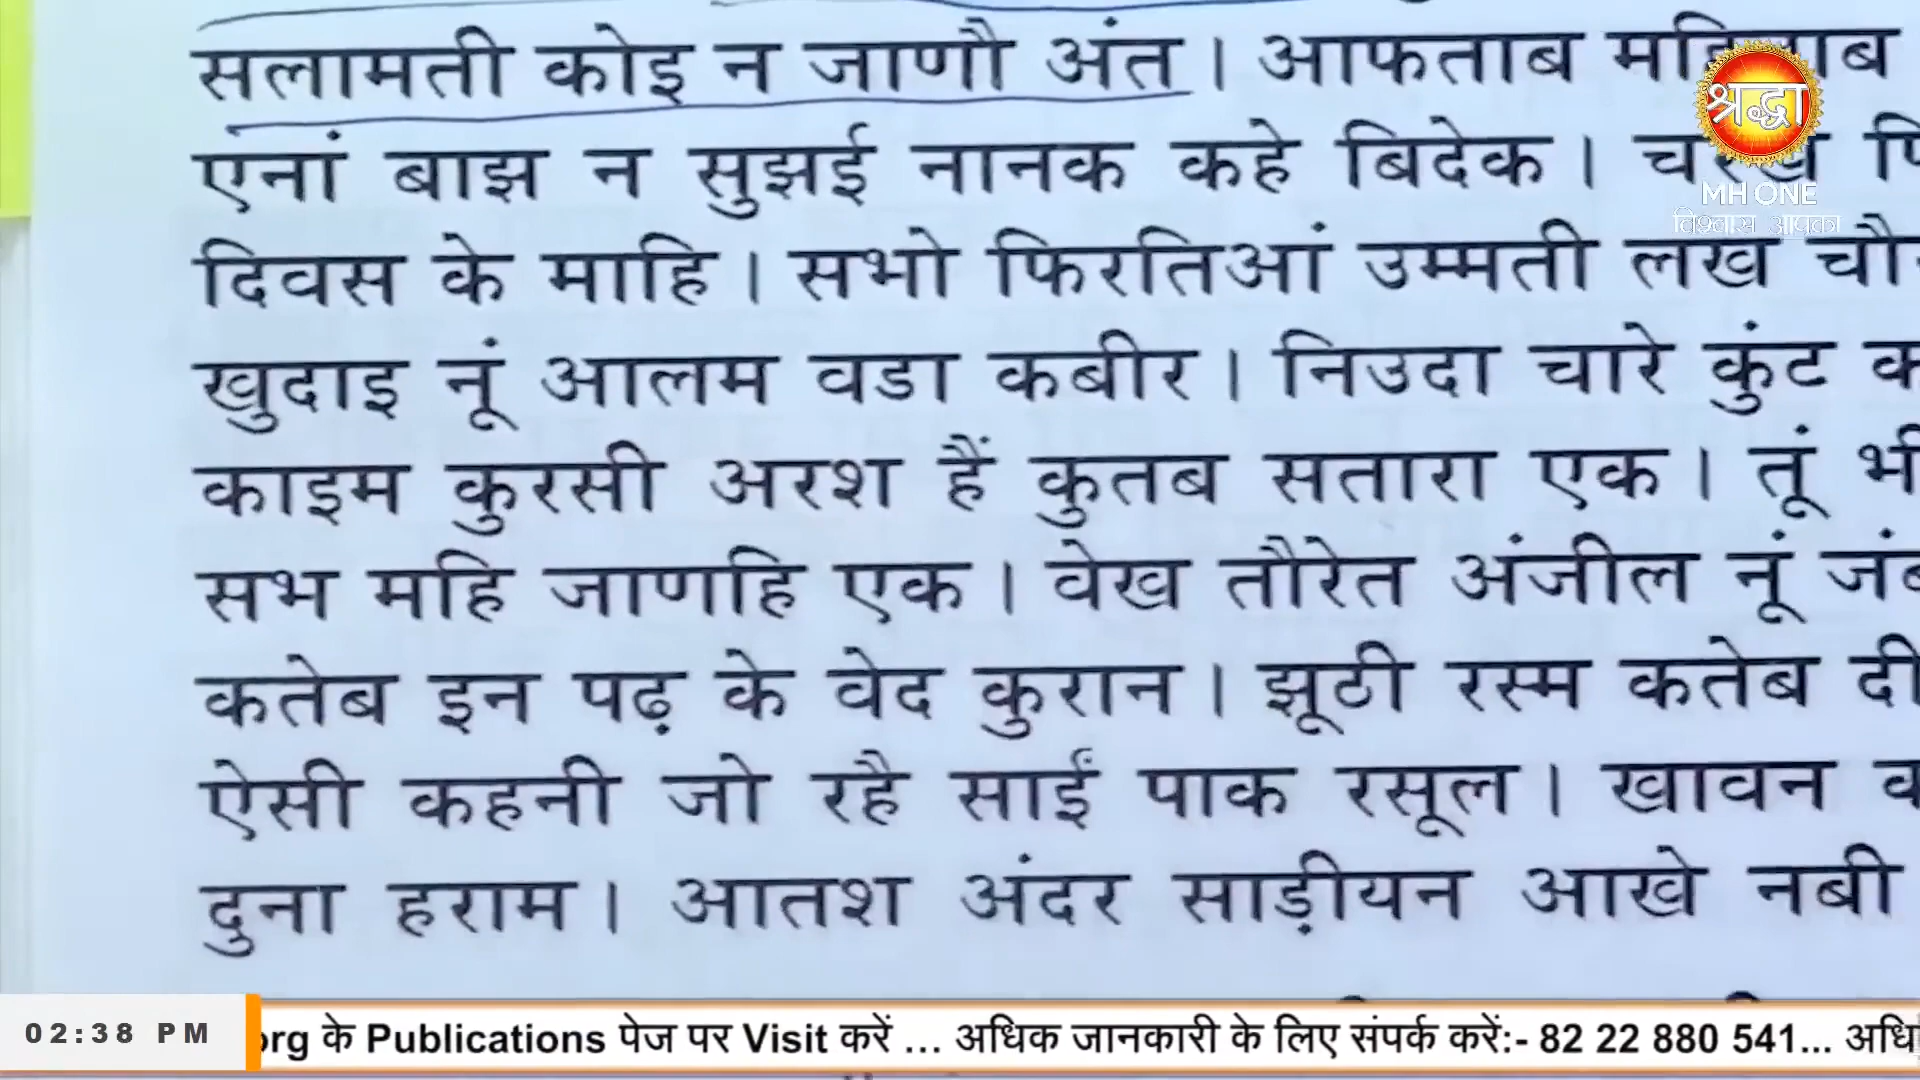 सलामती कोइ न जाणौ अंत । आफताब
एनां बाझ न सुझई नानक कहे बिदेक । चरख
दिवस के माहि । सभो फिरतिआं उम्मती लख
खुदाइ नूं आलम वडा कबीर । निउदा चारे कुंट
काइम कुरसी अरश हैं कुतब सतारा एक । तूं
सभ महि जाणहि एक । वेख तौरेत अंजील नूं
कतेब इन पढ़ के वेद कुरान । झूठी रस्म कतेब दी
ऐसी कहनी जो रहै साईं पाक रसूल । खावन
दुना हराम । आतश अंदर साड़ीयन आखे नबी
श्रद्धा
MH ONE
विश्वास आपका
02:38 PM
org के Publications पेज पर Visit करें ... अधिक जानकारी के लिए संपर्क करें:- 82 22 880 541...